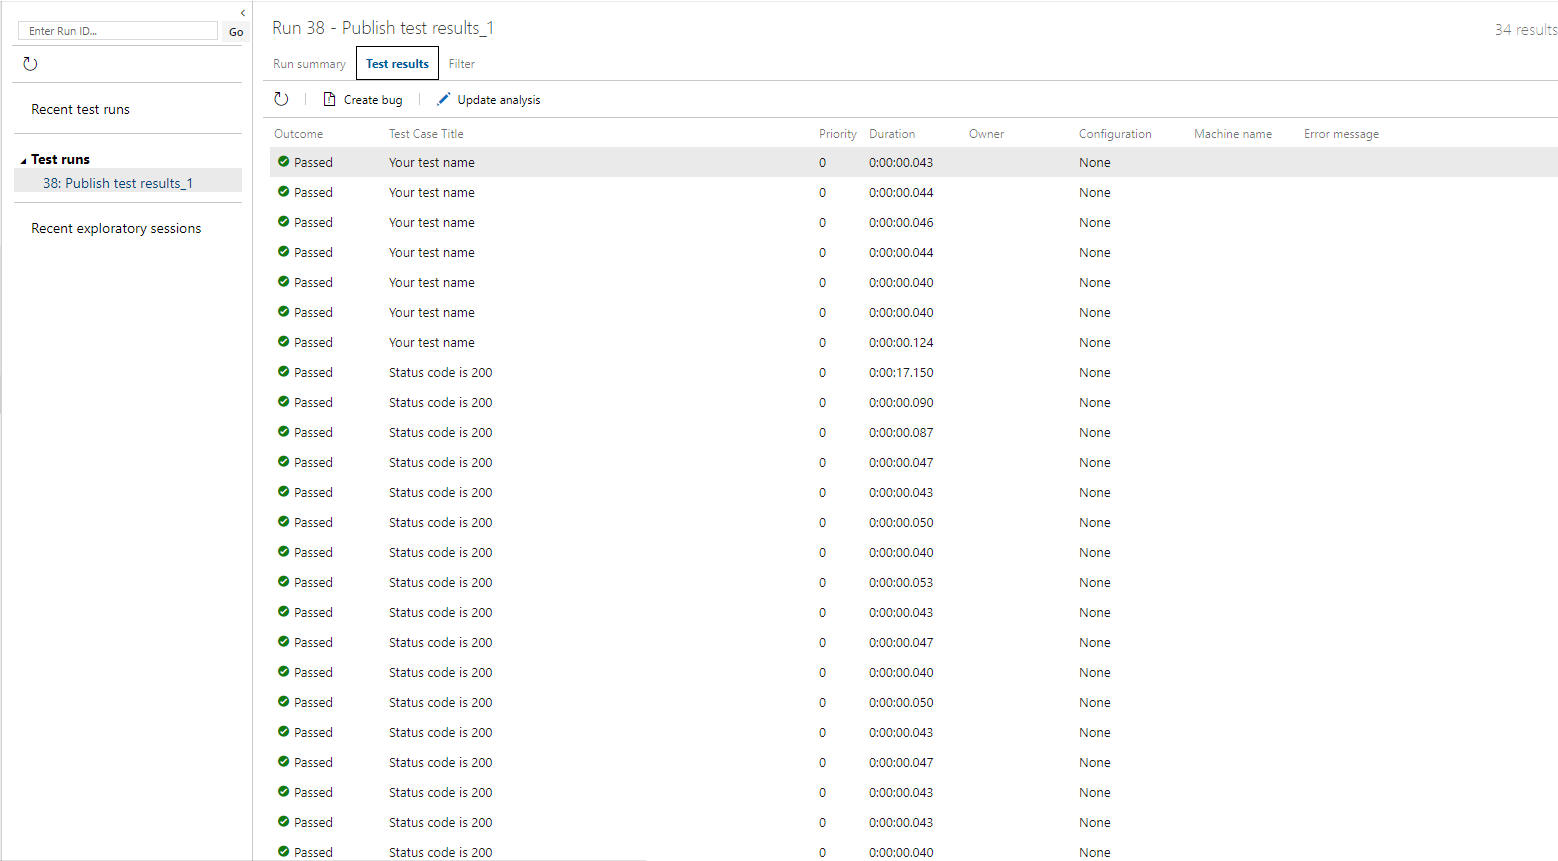 Enter Run ID...
Go
Recent test runs
Test runs
38: Publish test results_1
Recent exploratory sessions
Run 38 - Publish test results_1
34 results
Run summary Test results Filter
Create bug Update analysis
Outcome Test Case Title Priority Duration Owner Configuration Machine name Error message
Passed Your test name 0 0:00:00.043 None
Passed Your test name 0 0:00:00.044 None
Passed Your test name 0 0:00:00.046 None
Passed Your test name 0 0:00:00.044 None
Passed Your test name 0 0:00:00.040 None
Passed Your test name 0 0:00:00.040 None
Passed Your test name 0 0:00:00.124 None
Passed Status code is 200 0 0:00:17.150 None
Passed Status code is 200 0 0:00:00.090 None
Passed Status code is 200 0 0:00:00.087 None
Passed Status code is 200 0 0:00:00.047 None
Passed Status code is 200 0 0:00:00.043 None
Passed Status code is 200 0 0:00:00.050 None
Passed Status code is 200 0 0:00:00.040 None
Passed Status code is 200 0 0:00:00.053 None
Passed Status code is 200 0 0:00:00.043 None
Passed Status code is 200 0 0:00:00.047 None
Passed Status code is 200 0 0:00:00.040 None
Passed Status code is 200 0 0:00:00.050 None
Passed Status code is 200 0 0:00:00.043 None
Passed Status code is 200 0 0:00:00.047 None
Passed Status code is 200 0 0:00:00.043 None
Passed Status code is 200 0 0:00:00.043 None
Passed Status code is 200 0 0:00:00.040 None